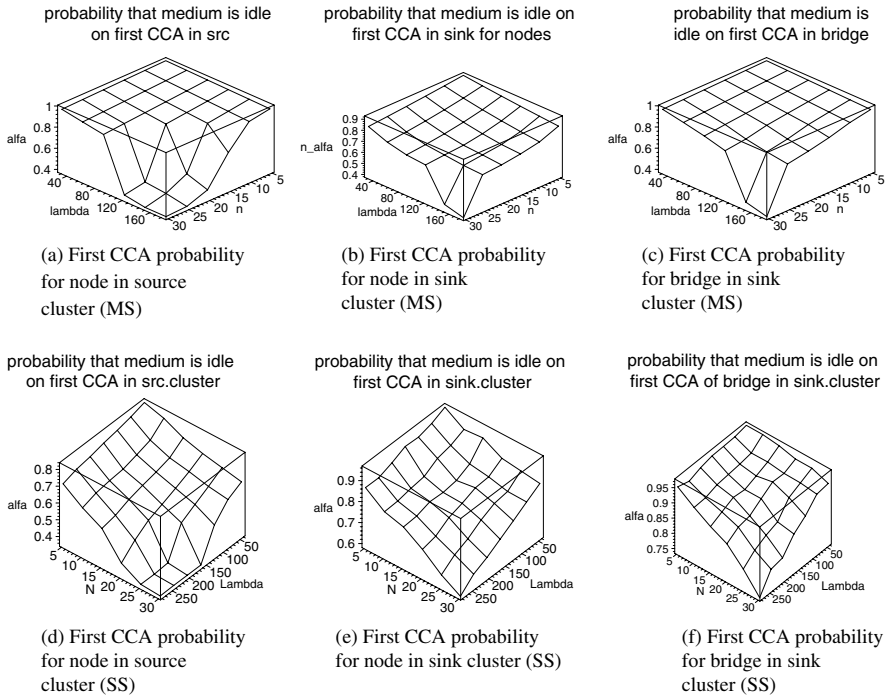 probability that medium is idle
on first CCA in src
probability that medium is idle on
first CCA in sink for nodes
probability that medium is
idle on first CCA in bridge
1
0.8
alfa
0.6
0.4
40
80
lambda
120
160
30
25
20
n
15
10
5
0.9
0.8
0.7
n_alfa
0.6
0.5
0.4
40
80
lambda
120
160
30
25
20
n
15
10
5
1
0.8
alfa
0.6
0.4
40
80
lambda
120
160
30
25
20
n
15
10
5
(a) First CCA probability
for node in source
cluster (MS)
(b) First CCA probability
for node in sink
cluster (MS)
(c) First CCA probability
for bridge in sink
cluster (MS)
probability that medium is idle
on first CCA in src.cluster
probability that medium is idle on
first CCA in sink.cluster
probability that medium is idle on
first CCA of bridge in sink.cluster
0.8
0.7
0.6
alfa
0.5
0.4
5
10
15
N
20
25
30
250
200
150
Lambda
100
50
0.9
0.8
alfa
0.7
0.6
5
10
15
N
20
25
30
250
200
150
Lambda
100
50
0.95
0.9
alfa
0.85
0.8
0.75
5
10
15
N
20
25
30
250
200
150
Lambda
100
50
(d) First CCA probability
for node in source
cluster (MS)
(e) First CCA probability
for node in sink cluster (SS)
(f) First CCA probability
for bridge in sink
cluster (SS)